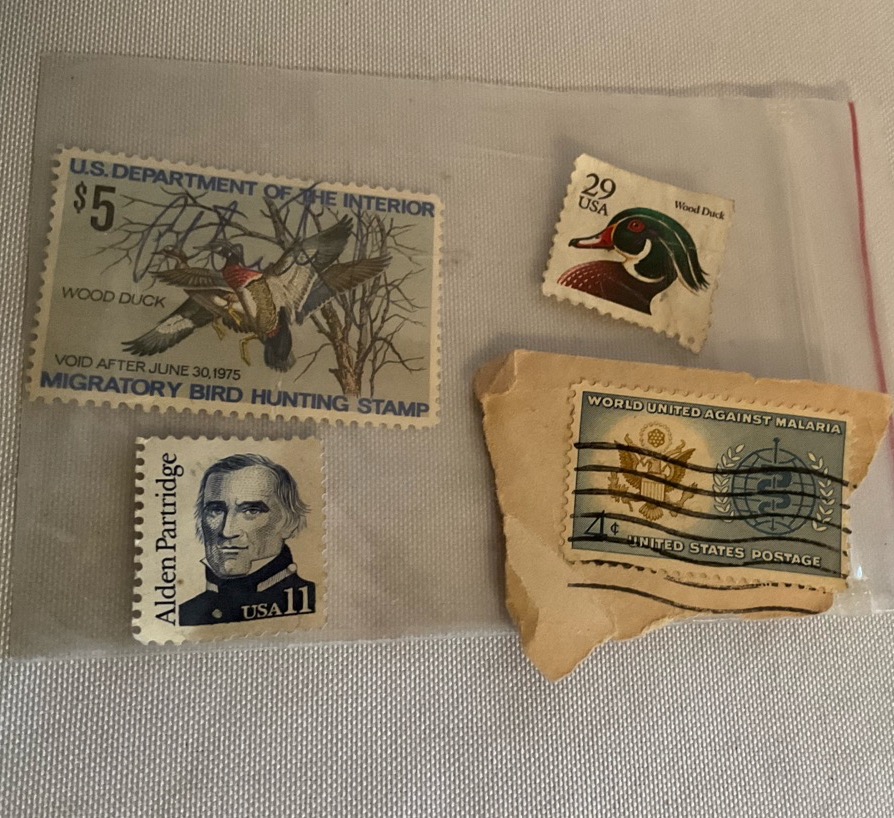 U.S. DEPARTMENT OF THE INTERIOR
$5
WOOD DUCK
VOID AFTER JUNE 30, 1975
MIGRATORY BIRD HUNTING STAMP
29
USA
Wood Duck
Alden Partridge
USA 11
WORLD UNITED AGAINST MALARIA
4¢
UNITED STATES POSTAGE